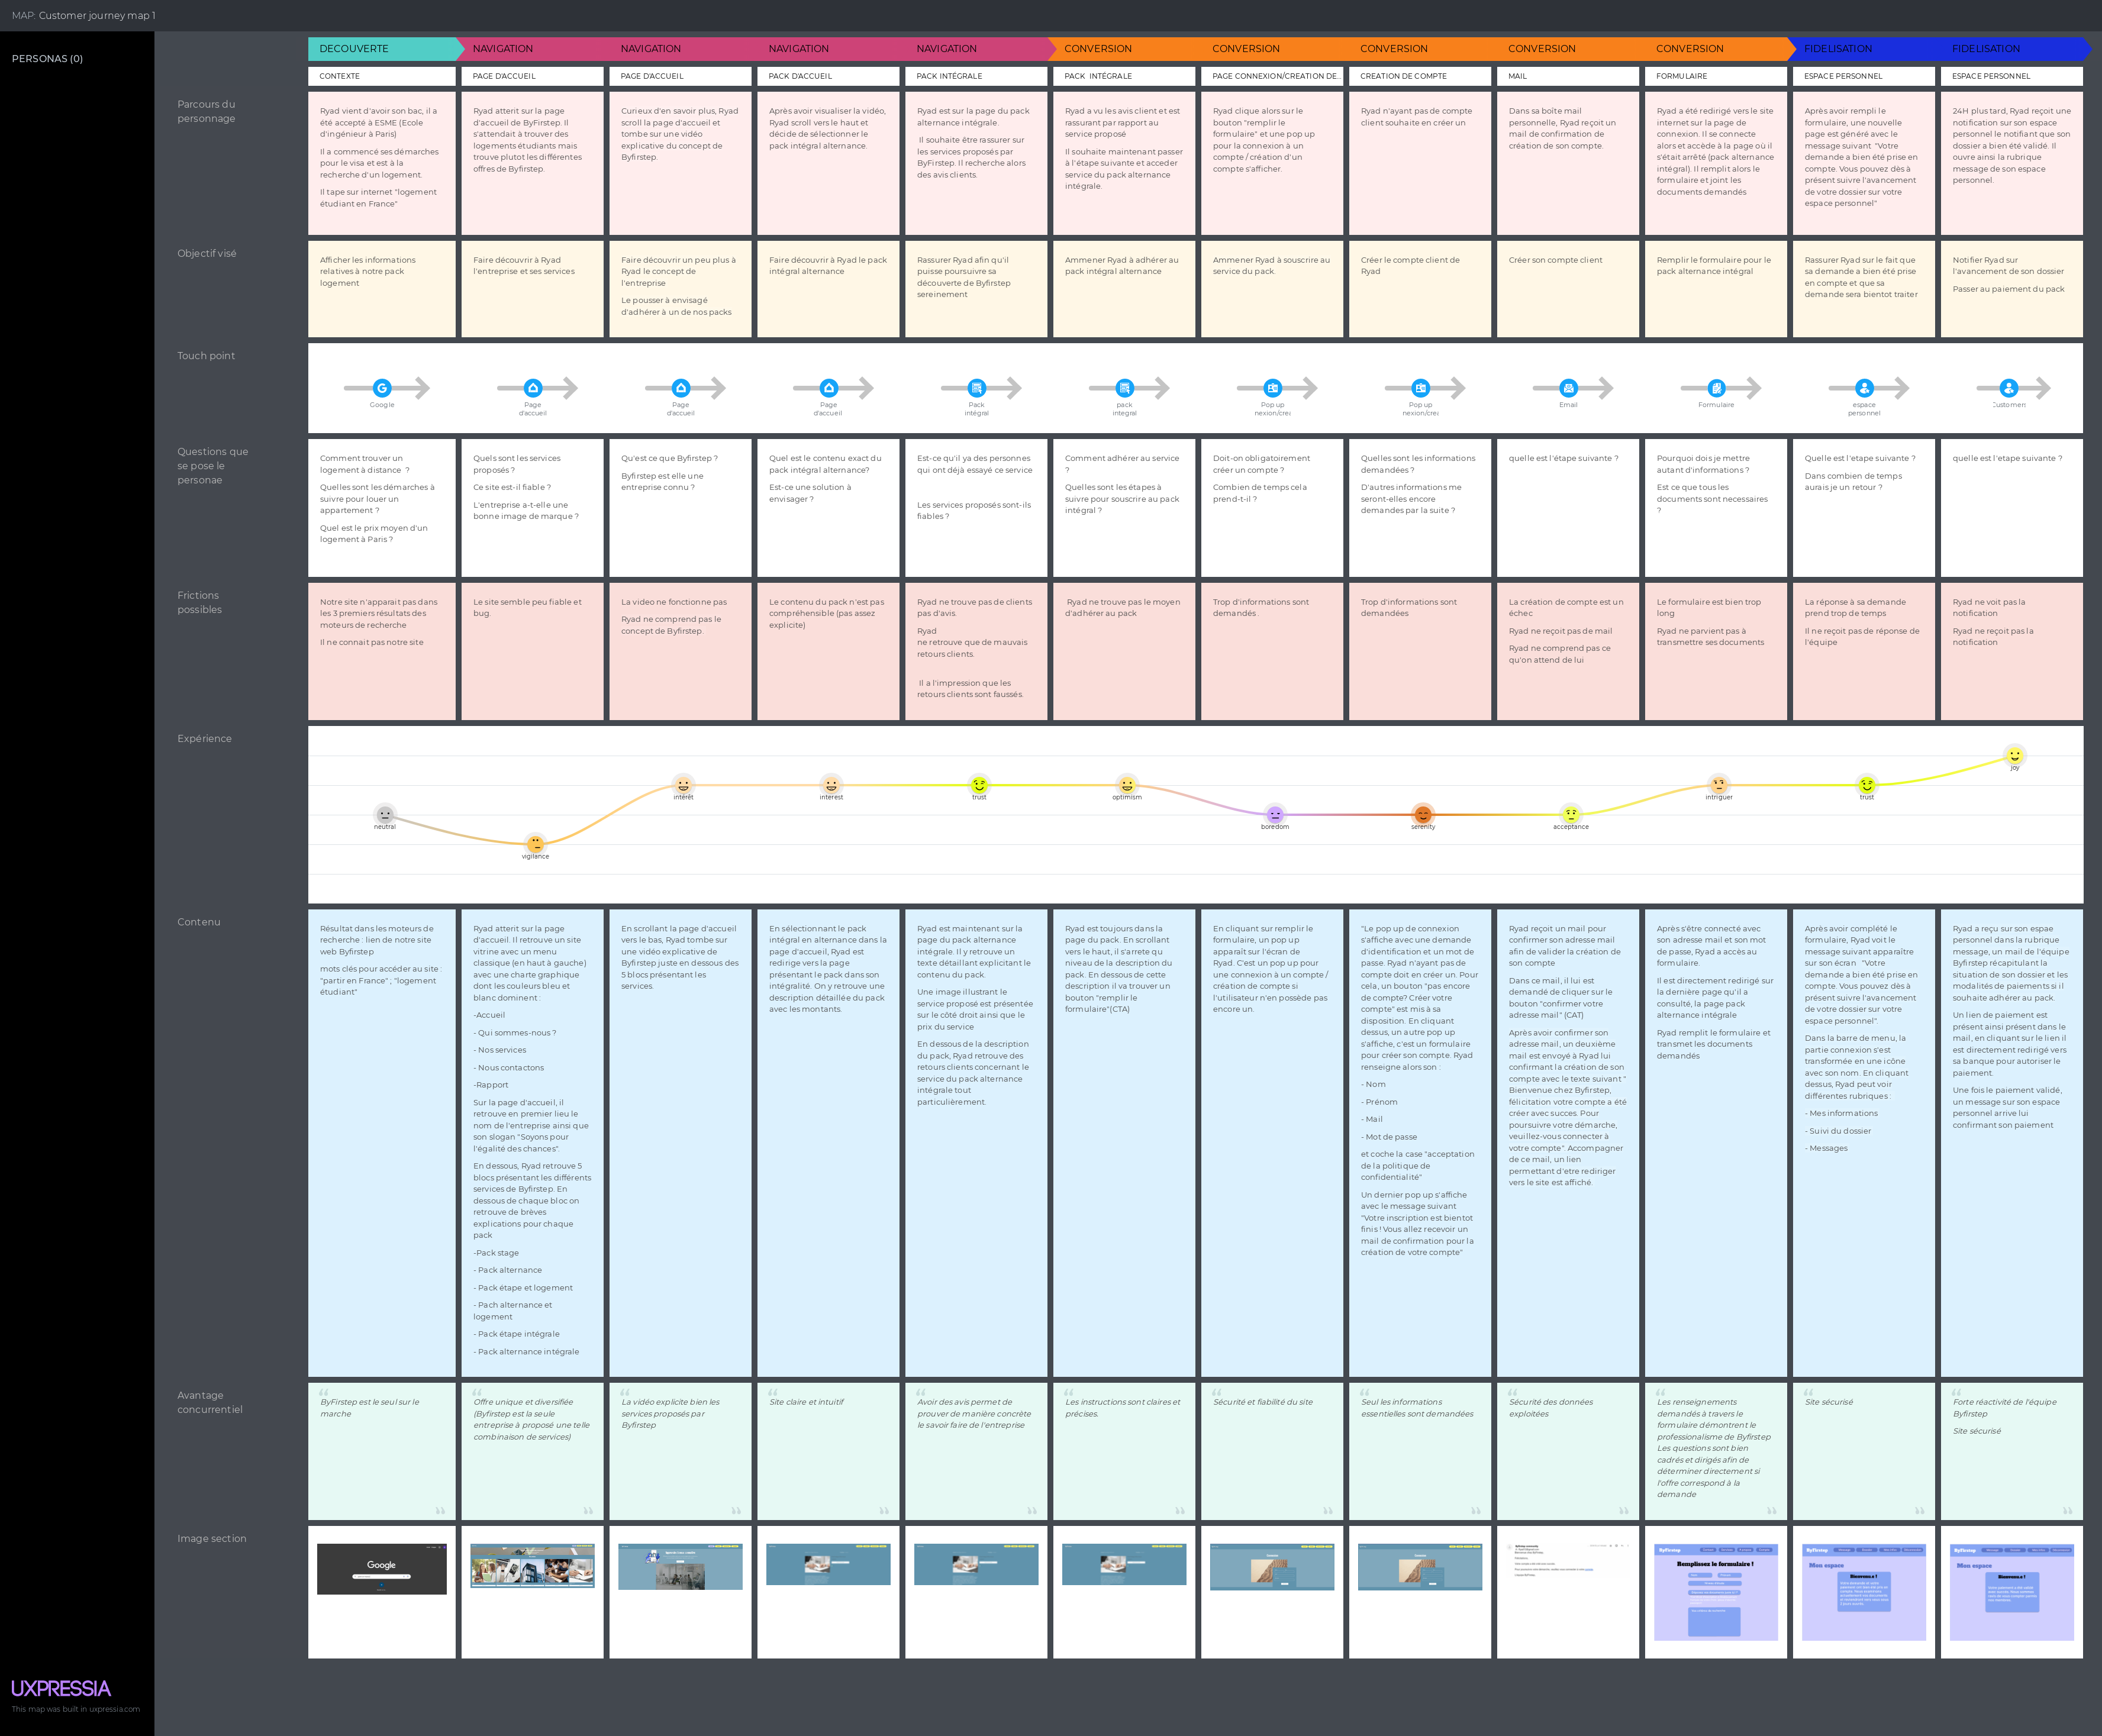 MAP: Customer journey map 1
PERSONAS (0)
DECOUVERTE
NAVIGATION
NAVIGATION
NAVIGATION
NAVIGATION
CONVERSION
CONVERSION
CONVERSION
CONVERSION
CONVERSION
FIDELISATION
FIDELISATION
CONTEXTE
PAGE D'ACCUEIL
PAGE D'ACCUEIL
PACK D'ACCUEIL
PACK INTÉGRALE
PACK INTÉGRALE
PAGE CONNEXION/CREATION DE...
CREATION DE COMPTE
MAIL
FORMULAIRE
ESPACE PERSONNEL
ESPACE PERSONNEL
Parcours du
personnage
Ryad vient d'avoir son bac, il a
été accepté à ESME (Ecole
d'ingénieur à Paris)
Il a commencé ses démarches
pour le visa et est à la
recherche d'un logement.
Il tape sur internet "logement
étudiant en France"
Ryad atterit sur la page
d'accueil de ByFirstep. Il
s'attendait à trouver des
logements étudiants mais
trouve plutot les différentes
offres de Byfirstep.
Curieux d'en savoir plus, Ryad
scroll la page d'accueil et
tombe sur une vidéo
explicative du concept de
Byfirstep.
Après avoir visualiser la vidéo,
Ryad scroll vers le haut et
décide de sélectionner le
pack intégral alternance.
Ryad est sur la page du pack
alternance intégrale.
Il souhaite être rassurer sur
les services proposés par
ByFirstep. Il recherche alors
des avis clients.
Ryad a vu les avis client et est
rassurant par rapport au
service proposé
Il souhaite maintenant passer
à l'étape suivante et acceder
service du pack alternance
intégrale.
Ryad clique alors sur le
bouton "remplir le
formulaire" et une pop up
pour la connexion à un
compte / création d'un
compte s'afficher.
Ryad n'ayant pas de compte
client souhaite en créer un
Dans sa boîte mail
personnelle, Ryad reçoit un
mail de confirmation de
création de son compte.
Ryad a été redirigé vers le site
internet sur la page de
connexion. Il se connecte
alors et accède à la page où il
s'était arrêté (pack alternance
intégral). Il remplit alors le
formulaire et joint les
documents demandés
Après avoir rempli le
formulaire, une nouvelle
page est généré avec le
message suivant "Votre
demande a bien été prise en
compte. Vous pouvez dès à
présent suivre l'avancement
de votre dossier sur votre
espace personnel"
24H plus tard, Ryad reçoit une
notification sur son espace
personnel le notifiant que son
dossier a bien été validé. Il
ouvre ainsi la rubrique
message de son espace
personnel.
Objectif visé
Afficher les informations
relatives à notre pack
logement
Faire découvrir à Ryad
l'entreprise et ses services
Faire découvrir un peu plus à
Ryad le concept de
l'entreprise
Le pousser à envisagé
d'adhérer à un de nos packs
Faire découvrir à Ryad le pack
intégral alternance
Rassurer Ryad afin qu'il
puisse poursuivre sa
découverte de Byfirstep
sereinement
Ammener Ryad à adhérer au
pack intégral alternance
Ammener Ryad à souscrire au
service du pack.
Créer le compte client de
Ryad
Créer son compte client
Remplir le formulaire pour le
pack alternance intégral
Rassurer Ryad sur le fait que
sa demande a bien été prise
en compte et que sa
demande sera bientot traiter
Notifier Ryad sur
l'avancement de son dossier
Passer au paiement du pack
Touch point
Google
Page
d'accueil
Page
d'accueil
Page
d'accueil
Pack
intégral
pack
integral
Pop up
nexion/crea
Pop up
nexion/crea
Email
Formulaire
espace
personnel
Customer
Questions que
se pose le
personae
Comment trouver un
logement à distance ?
Quelles sont les démarches à
suivre pour louer un
appartement ?
Quel est le prix moyen d'un
logement à Paris ?
Quels sont les services
proposés ?
Ce site est-il fiable ?
L'entreprise a-t-elle une
bonne image de marque ?
Qu'est ce que Byfirstep ?
Byfirstep est elle une
entreprise connu ?
Quel est le contenu exact du
pack intégral alternance?
Est-ce une solution à
envisager ?
Est-ce qu'il ya des personnes
qui ont déjà essayé ce service
Les services proposés sont-ils
fiables ?
Comment adhérer au service
?
Quelles sont les étapes à
suivre pour souscrire au pack
intégral ?
Doit-on obligatoirement
créer un compte ?
Combien de temps cela
prend-t-il ?
Quelles sont les informations
demandées ?
D'autres informations me
seront-elles encore
demandes par la suite ?
quelle est l'étape suivante ?
Pourquoi dois je mettre
autant d'informations ?
Est ce que tous les
documents sont necessaires
?
Quelle est l'etape suivante ?
Dans combien de temps
aurais je un retour ?
quelle est l'etape suivante ?
Frictions
possibles
Notre site n'apparait pas dans
les 3 premiers résultats des
moteurs de recherche
Il ne connait pas notre site
Le site semble peu fiable et
bug.
La video ne fonctionne pas
Ryad ne comprend pas le
concept de Byfirstep.
Le contenu du pack n'est pas
compréhensible (pas assez
explicite)
Ryad ne trouve pas de clients
pas d'avis.
Ryad
ne retrouve que de mauvais
retours clients.
Il a l'impression que les
retours clients sont faussés.
Ryad ne trouve pas le moyen
d'adhérer au pack
Trop d'informations sont
demandés .
Trop d'informations sont
demandées
La création de compte est un
échec
Ryad ne reçoit pas de mail
Ryad ne comprend pas ce
qu'on attend de lui
Le formulaire est bien trop
long
Ryad ne parvient pas à
transmettre ses documents
La réponse à sa demande
prend trop de temps
Il ne reçoit pas de réponse de
l'équipe
Ryad ne voit pas la
notification
Ryad ne reçoit pas la
notification
Expérience
neutral
vigilance
intérêt
interest
trust
optimism
boredom
serenity
acceptance
intriguer
trust
joy
Contenu
Résultat dans les moteurs de
recherche : lien de notre site
web Byfirstep
mots clés pour accéder au site :
"partir en France" ; "logement
étudiant"
Ryad atterit sur la page
d'accueil. Il retrouve un site
vitrine avec un menu
classique (en haut à gauche)
avec une charte graphique
dont les couleurs bleu et
blanc dominent :
-Accueil
- Qui sommes-nous ?
- Nos services
- Nous contactons
-Rapport
Sur la page d'accueil, il
retrouve en premier lieu le
nom de l'entreprise ainsi que
son slogan "Soyons pour
l'égalité des chances".
En dessous, Ryad retrouve 5
blocs présentant les différents
services de Byfirstep. En
dessous de chaque bloc on
retrouve de brèves
explications pour chaque
pack
-Pack stage
- Pack alternance
- Pack étape et logement
- Pach alternance et
logement
- Pack étape intégrale
- Pack alternance intégrale
En scrollant la page d'accueil
vers le bas, Ryad tombe sur
une vidéo explicative de
Byfirstep juste en dessous des
5 blocs présentant les
services.
En sélectionnant le pack
intégral en alternance dans la
page d'accueil, Ryad est
redirige vers la page
présentant le pack dans son
intégralité. On y retrouve une
description détaillée du pack
avec les montants.
Ryad est maintenant sur la
page du pack alternance
intégrale. Il y retrouve un
texte détaillant explicitant le
contenu du pack.
Une image illustrant le
service proposé est présentée
sur le côté droit ainsi que le
prix du service
En dessous de la description
du pack, Ryad retrouve des
retours clients concernant le
service du pack alternance
intégrale tout
particulièrement.
Ryad est toujours dans la
page du pack. En scrollant
vers le haut, il s'arrete qu
niveau de la description du
pack. En dessous de cette
description il va trouver un
bouton "remplir le
formulaire"(CTA)
En cliquant sur remplir le
formulaire, un pop up
apparaît sur l'écran de
Ryad. C'est un pop up pour
une connexion à un compte /
création de compte si
l'utilisateur n'en possède pas
encore un.
"Le pop up de connexion
s'affiche avec une demande
d'identification et un mot de
passe. Ryad n'ayant pas de
compte doit en créer un. Pour
cela, un bouton "pas encore
de compte? Créer votre
compte" est mis à sa
disposition. En cliquant
dessus, un autre pop up
s'affiche, c'est un formulaire
pour créer son compte. Ryad
renseigne alors son :
- Nom
- Prénom
- Mail
- Mot de passe
et coche la case "acceptation
de la politique de
confidentialité"
Un dernier pop up s'affiche
avec le message suivant
"Votre inscription est bientot
finis ! Vous allez recevoir un
mail de confirmation pour la
création de votre compte"
Ryad reçoit un mail pour
confirmer son adresse mail
afin de valider la création de
son compte
Dans ce mail, il lui est
demandé de cliquer sur le
bouton "confirmer votre
adresse mail" (CAT)
Après avoir confirmer son
adresse mail, un deuxième
mail est envoyé à Ryad lui
confirmant la création de son
compte avec le texte suivant "
Bienvenue chez Byfirstep,
félicitation votre compte a été
créer avec succes. Pour
poursuivre votre démarche,
veuillez-vous connecter à
votre compte". Accompagner
de ce mail, un lien
permettant d'etre rediriger
vers le site est affiché.
Après s'être connecté avec
son adresse mail et son mot
de passe, Ryad a accès au
formulaire.
Il est directement redirigé sur
la dernière page qu'il a
consulté, la page pack
alternance intégrale
Ryad remplit le formulaire et
transmet les documents
demandés
Après avoir complété le
formulaire, Ryad voit le
message suivant apparaître
sur son écran "Votre
demande a bien été prise en
compte. Vous pouvez dès à
présent suivre l'avancement
de votre dossier sur votre
espace personnel".
Dans la barre de menu, la
partie connexion s'est
transformée en une icône
avec son nom. En cliquant
dessus, Ryad peut voir
différentes rubriques :
- Mes informations
- Suivi du dossier
- Messages
Ryad a reçu sur son espae
personnel dans la rubrique
message, un mail de l'équipe
Byfirstep récapitulant la
situation de son dossier et les
modalités de paiements si il
souhaite adhérer au pack.
Un lien de paiement est
présent ainsi présent dans le
mail, en cliquant sur le lien il
est directement redirigé vers
sa banque pour autoriser le
paiement.
Une fois le paiement validé,
un message sur son espace
personnel arrive lui
confirmant son paiement
Avantage
concurrentiel
ByFirstep est le seul sur le
marche
Offre unique et diversifiée
(Byfirstep est la seule
entreprise à proposé une telle
combinaison de services)
La vidéo explicite bien les
services proposés par
Byfirstep
Site claire et intuitif
Avoir des avis permet de
prouver de manière concrète
le savoir faire de l'entreprise
Les instructions sont claires et
précises.
Sécurité et fiabilité du site
Seul les informations
essentielles sont demandées
Sécurité des données
exploitées
Les renseignements
demandés à travers le
formulaire démontrent le
professionalisme de Byfirstep
Les questions sont bien
cadrés et dirigés afin de
déterminer directement si
l'offre correspond à la
demande
Site sécurisé
Forte réactivité de l'équipe
Byfirstep
Site sécurisé
Image section
Google
ByFirstep
Remplissez le formulaire !
ByFirstep
Mon espace
Bienvenu.e !
ByFirstep
Mon espace
Bienvenu.e !
UXPRESSIA
This map was built in uxpressia.com